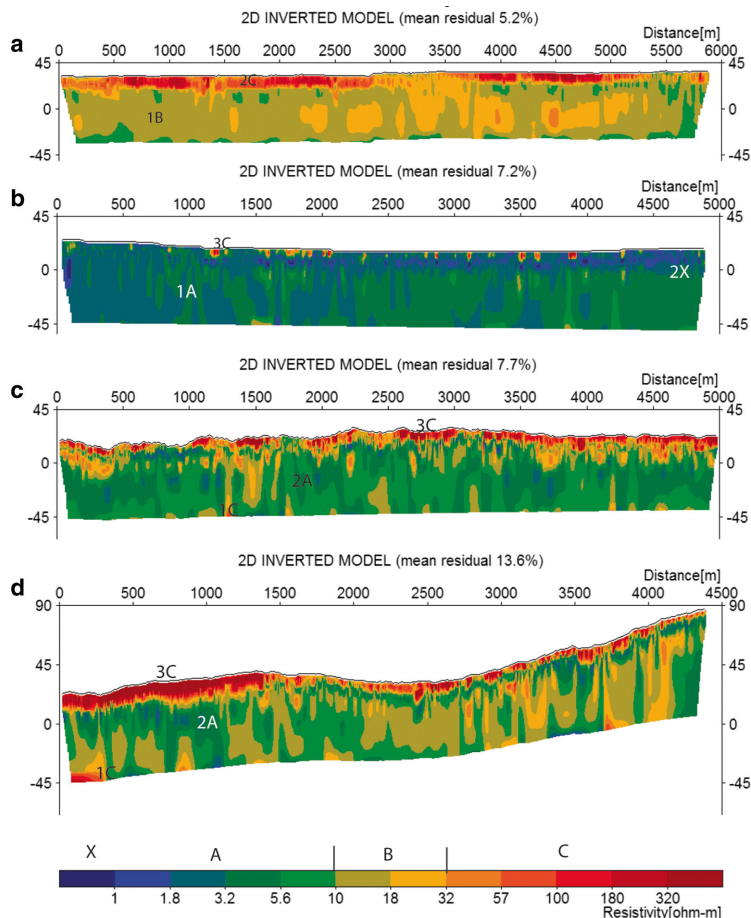 2D INVERTED MODEL (mean residual 5.2%)
a
Distance[m]
0 500 1000 1500 2000 2500 3000 3500 4000 4500 5000 5500 6000
45 45
2C
0 0
1B
-45 -45
2D INVERTED MODEL (mean residual 7.2%)
b
Distance[m]
0 500 1000 1500 2000 2500 3000 3500 4000 4500 5000
45 45
3C
0 0
2X
1A
-45 -45
2D INVERTED MODEL (mean residual 7.7%)
c
Distance[m]
0 500 1000 1500 2000 2500 3000 3500 4000 4500 5000
45 45
3C
0 0
2A
1C
-45 -45
2D INVERTED MODEL (mean residual 13.6%)
d
Distance[m]
0 500 1000 1500 2000 2500 3000 3500 4000 4500
90 90
45 45
3C
2A
0 0
1C
-45 -45
X A B C
1 1.8 3.2 5.6 10 18 32 57 100 180 320
Resistivity[ohm-m]